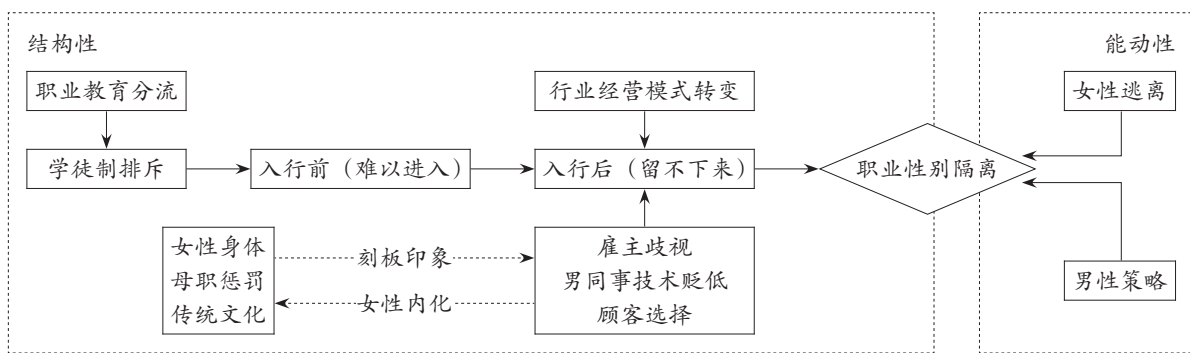 结构性
能动性
职业教育分流
行业经营模式转变
女性逃离
学徒制排斥
入行前（难以进入）
入行后（留不下来）
职业性别隔离
女性身体
母职惩罚
传统文化
刻板印象
女性内化
雇主歧视
男同事技术贬低
顾客选择
男性策略